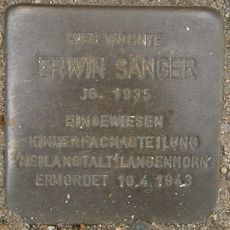 HIER WOHNTE
ERWIN SÄNGER
JG. 1935
EINGEWIESEN
KINDERFACHABTEILUNG
HEILANSTALT LANGENHORN
ERMORDET 10.4.1943